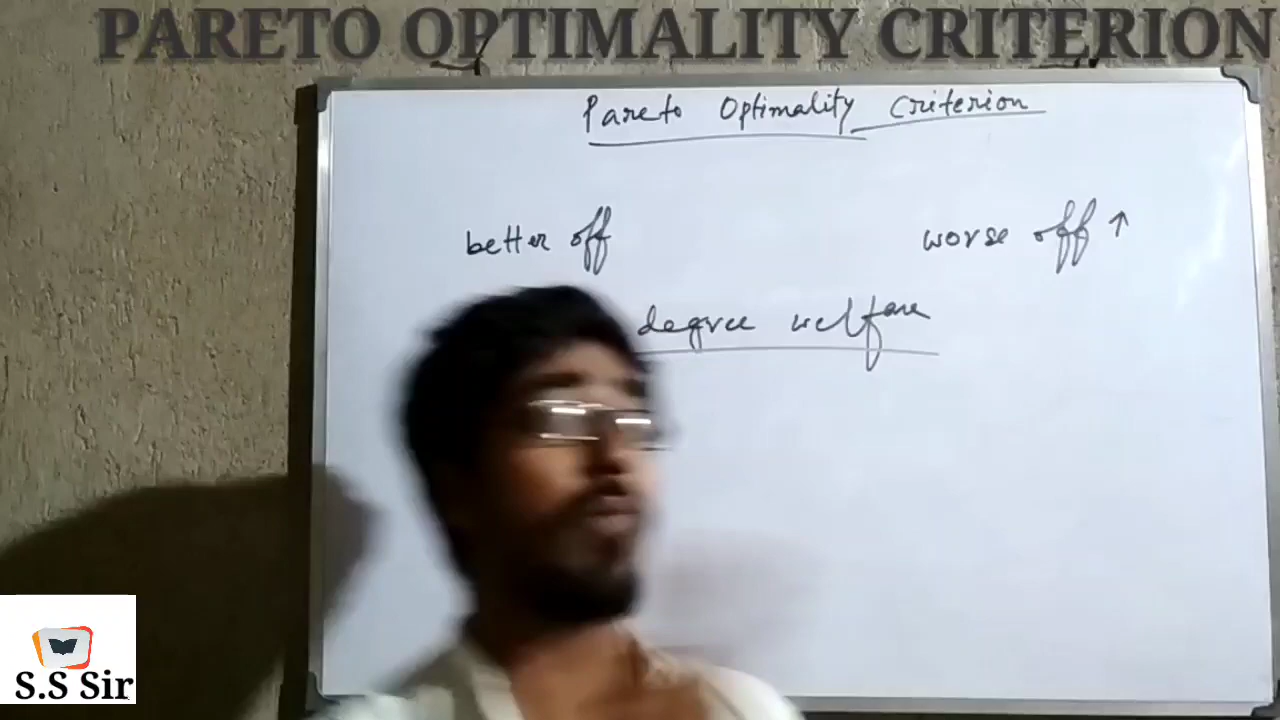 PARETO OPTIMALITY CRITERION
Pareto Optimality Criterion
better off
worse off ↑
degree welfare
S.S Sir